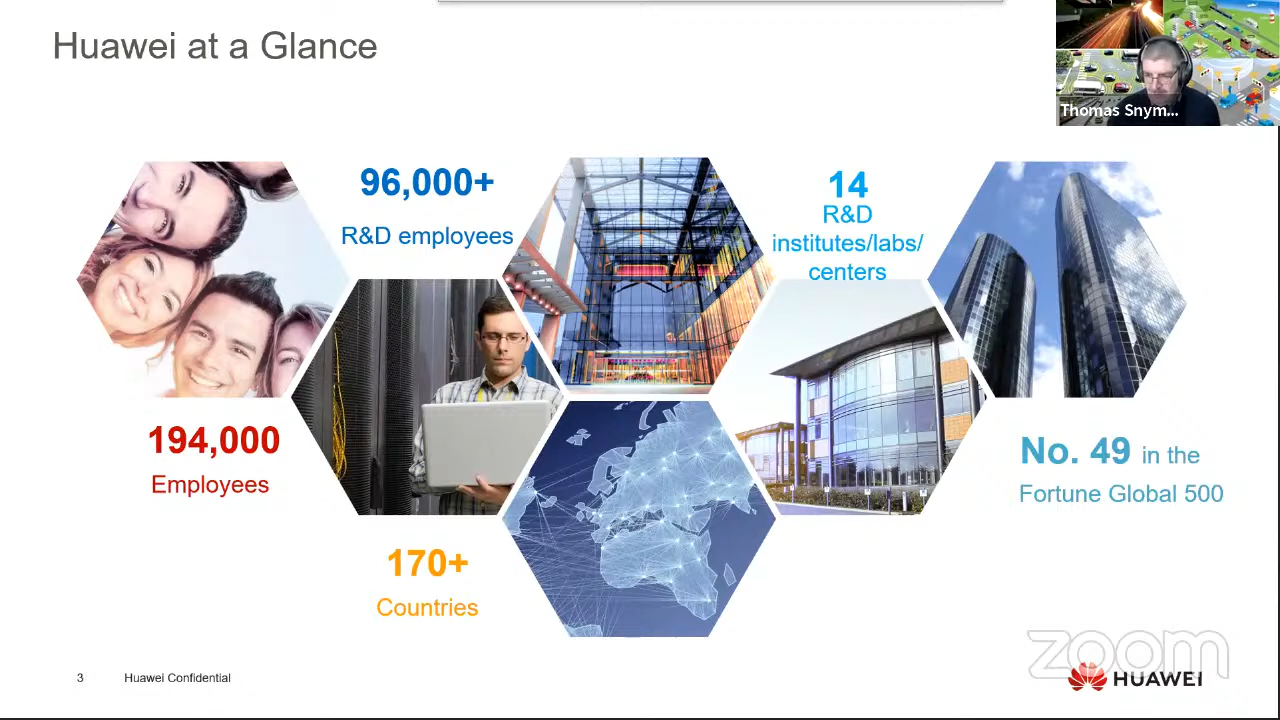 Huawei at a Glance
Thomas Snym...
96,000+
R&D employees
14
R&D
institutes/labs/
centers
194,000
Employees
No. 49 in the
Fortune Global 500
170+
Countries
zoom
3 Huawei Confidential
HUAWEI